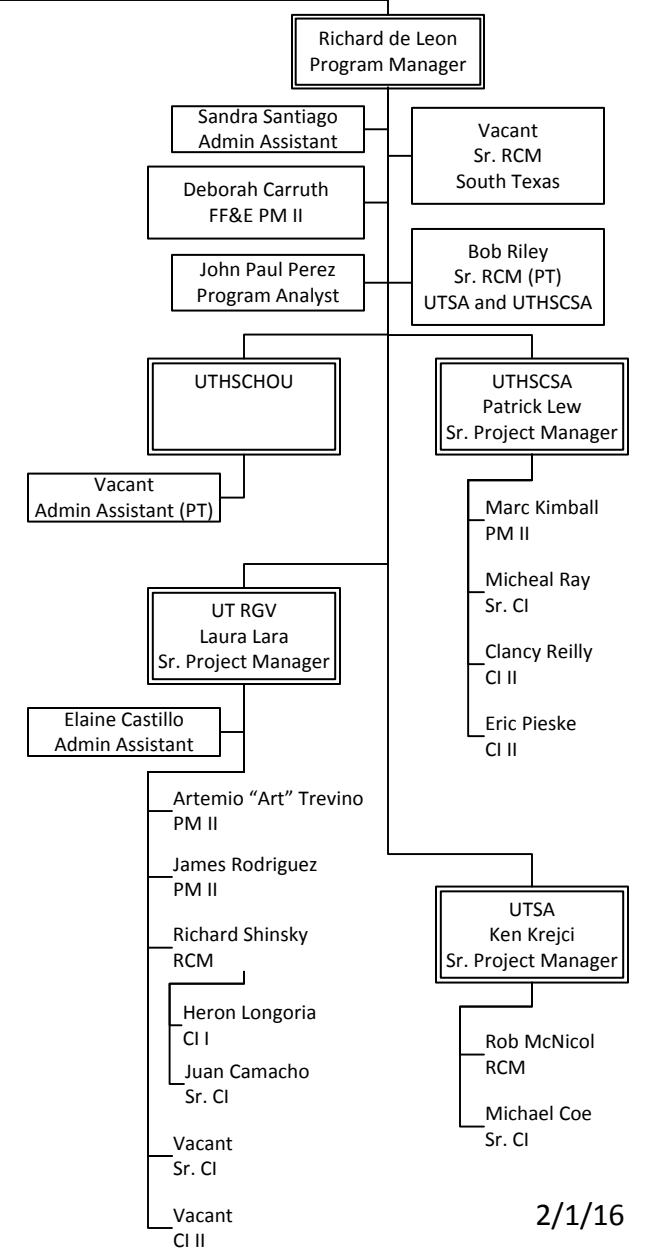 Richard de Leon
Program Manager
Sandra Santiago
Admin Assistant
Vacant
Sr. RCM
South Texas
Deborah Carruth
FF&E PM II
Bob Riley
Sr. RCM (PT)
UTSA and UTHSCSA
John Paul Perez
Program Analyst
UTHSCHOU
UTHSCSA
Patrick Lew
Sr. Project Manager
Vacant
Admin Assistant (PT)
Marc Kimball
PM II
Micheal Ray
Sr. CI
Clancy Reilly
CI II
Eric Pieske
CI II
UT RGV
Laura Lara
Sr. Project Manager
Elaine Castillo
Admin Assistant
Artemio “Art” Trevino
PM II
James Rodriguez
PM II
Richard Shinsky
RCM
Heron Longoria
CI I
Juan Camacho
Sr. CI
Vacant
Sr. CI
Vacant
CI II
UTSA
Ken Krejci
Sr. Project Manager
Rob McNicol
RCM
Michael Coe
Sr. CI
2/1/16